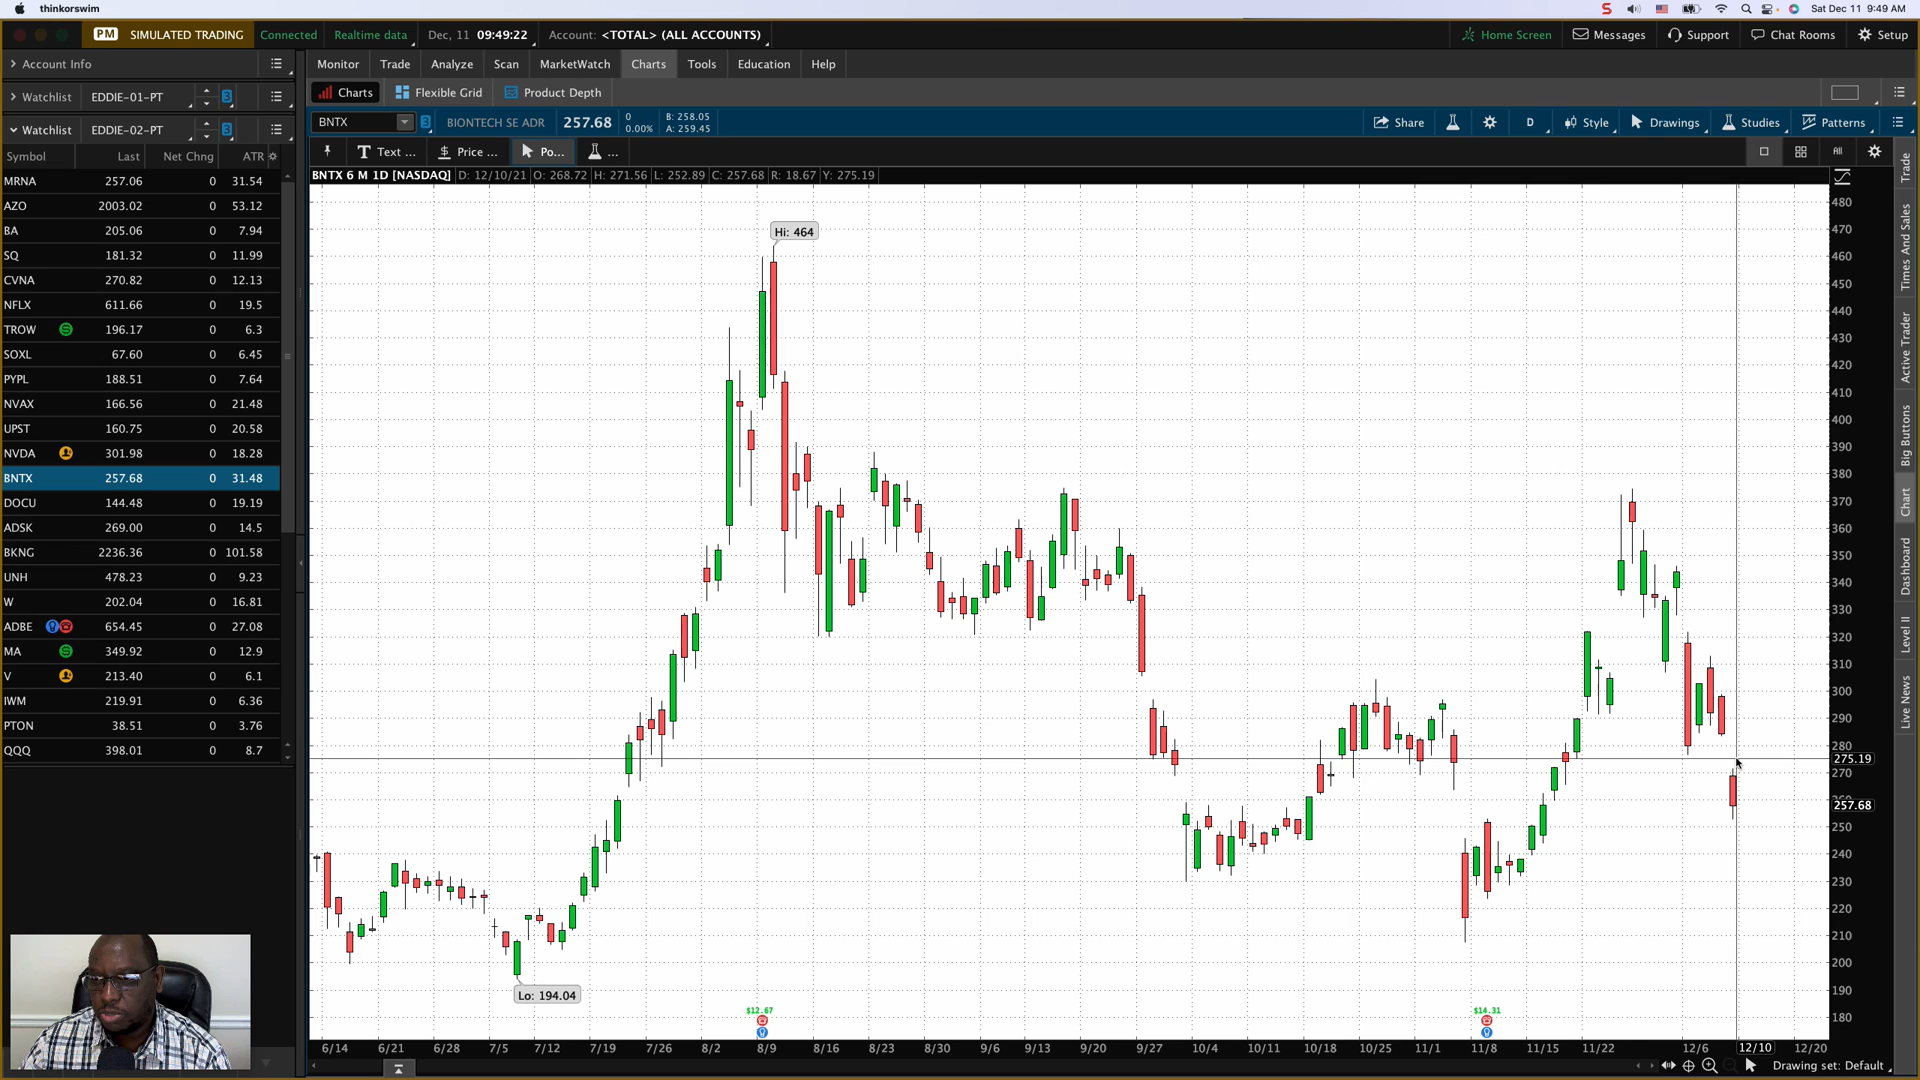 thinkorswim
Sat Dec 11 9:49 AM
PM SIMULATED TRADING Connected Realtime data Dec, 11 09:49:22 Account: <TOTAL> (ALL ACCOUNTS) Home Screen Messages Support Chat Rooms Setup
Account Info
Monitor Trade Analyze Scan MarketWatch Charts Tools Education Help
Watchlist EDDIE-01-PT 3
Charts Flexible Grid Product Depth
Watchlist EDDIE-02-PT 3
BNTX 3 BIONTECH SE ADR 257.68 0 0.00% B: 258.05 A: 259.45 Share D Style Drawings Studies Patterns
Text ... Price ... Po... ... All
Symbol Last Net Chng ATR
MRNA 257.06 0 31.54
AZO 2003.02 0 53.12
BA 205.06 0 7.94
SQ 181.32 0 11.99
CVNA 270.82 0 12.13
NFLX 611.66 0 19.5
TROW 196.17 0 6.3
SOXL 67.60 0 6.45
PYPL 188.51 0 7.64
NVAX 166.56 0 21.48
UPST 160.75 0 20.58
NVDA 301.98 0 18.28
BNTX 257.68 0 31.48
DOCU 144.48 0 19.19
ADSK 269.00 0 14.5
BKNG 2236.36 0 101.58
UNH 478.23 0 9.23
W 202.04 0 16.81
ADBE 654.45 0 27.08
MA 349.92 0 12.9
V 213.40 0 6.1
IWM 219.91 0 6.36
PTON 38.51 0 3.76
QQQ 398.01 0 8.7
BNTX 6 M 1D [NASDAQ] D: 12/10/21 O: 268.72 H: 271.56 L: 252.89 C: 257.68 R: 18.67 Y: 275.19
Hi: 464
Lo: 194.04
$12.67
$14.31
480
470
460
450
440
430
420
410
400
390
380
370
360
350
340
330
320
310
300
290
280
275.19
270
257.68
250
240
230
220
210
200
190
180
6/14 6/21 6/28 7/5 7/12 7/19 7/26 8/2 8/9 8/16 8/23 8/30 9/6 9/13 9/20 9/27 10/4 10/11 10/18 10/25 11/1 11/8 11/15 11/22 12/6 12/10 12/20
Drawing set: Default
Trade
Times And Sales
Active Trader
Big Buttons
Chart
Dashboard
Level II
Live News